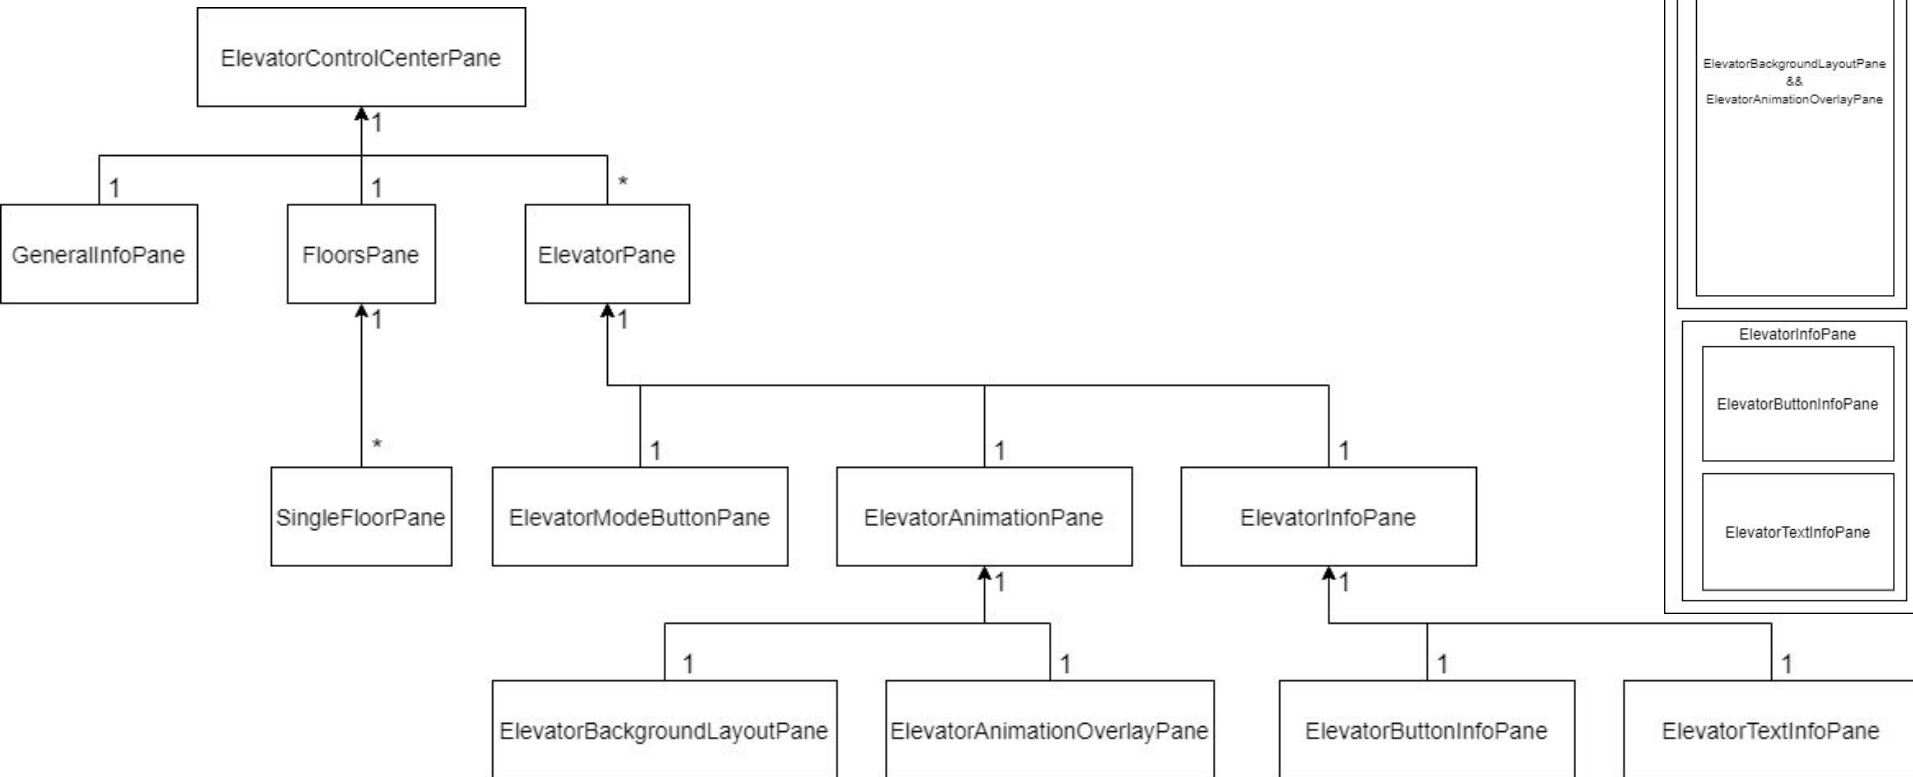 ElevatorControlCenterPane
1
1
1
*
GeneralInfoPane
FloorsPane
ElevatorPane
1
1
*
1
1
1
SingleFloorPane
ElevatorModeButtonPane
ElevatorAnimationPane
ElevatorInfoPane
1
1
1
1
1
1
ElevatorBackgroundLayoutPane
ElevatorAnimationOverlayPane
ElevatorButtonInfoPane
ElevatorTextInfoPane
ElevatorBackgroundLayoutPane
&&
ElevatorAnimationOverlayPane
ElevatorInfoPane
ElevatorButtonInfoPane
ElevatorTextInfoPane